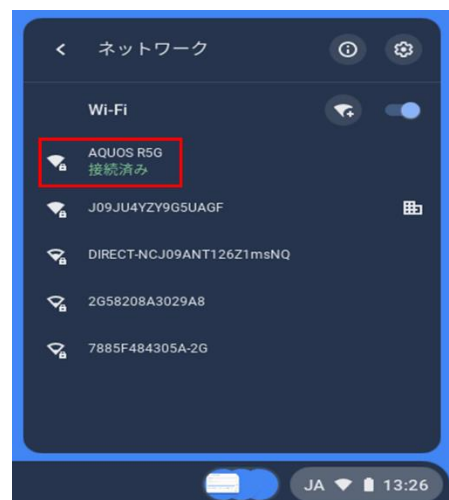 ネットワーク
Wi-Fi
AQUOS R5G
接続済み
J09JU4YZY9G5UAGF
DIRECT-NCJ09ANT126Z1msNQ
2G58208A3029A8
7885F484305A-2G
JA 13:26